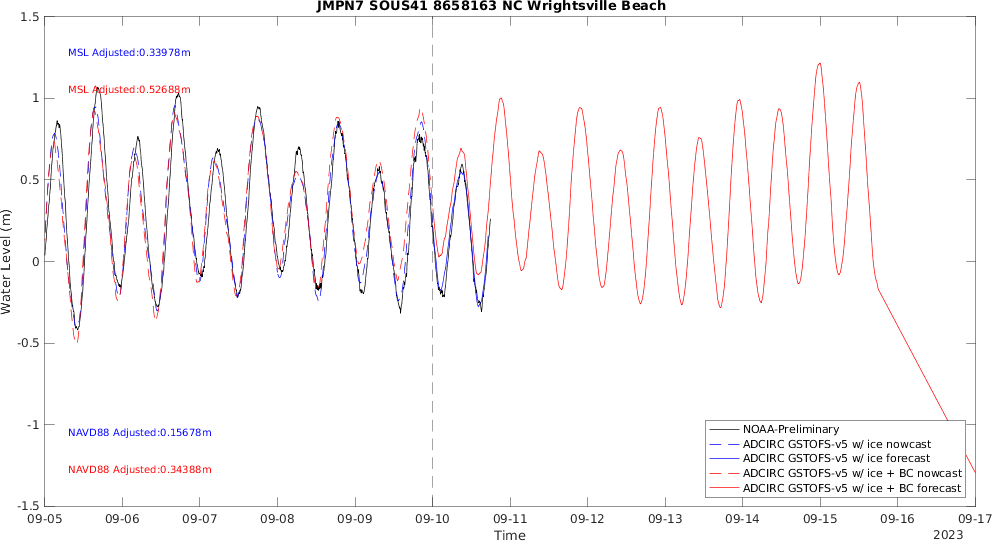 JMPN7 SOUS41 8658163 NC Wrightsville Beach
1.5
1
0.5
0
-0.5
-1
-1.5
Water Level (m)
MSL Adjusted:0.33978m
MSL Adjusted:0.52688m
NAVD88 Adjusted:0.15678m
NAVD88 Adjusted:0.34388m
NOAA-Preliminary
ADCIRC GSTOFS-v5 w/ ice nowcast
ADCIRC GSTOFS-v5 w/ ice forecast
ADCIRC GSTOFS-v5 w/ ice + BC nowcast
ADCIRC GSTOFS-v5 w/ ice + BC forecast
09-05 09-06 09-07 09-08 09-09 09-10 09-11 09-12 09-13 09-14 09-15 09-16 09-17
Time
2023